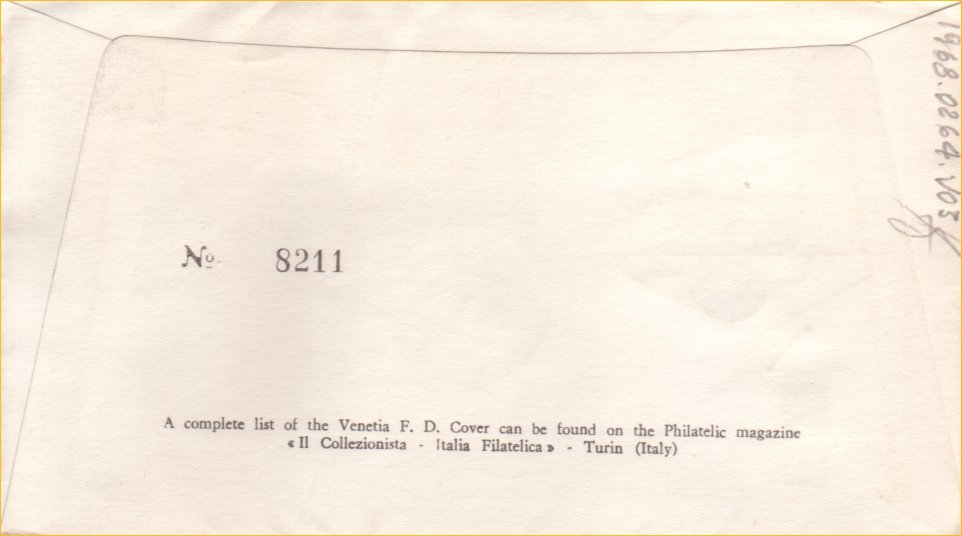 Nº 8211
A complete list of the Venetia F. D. Cover can be found on the Philatelic magazine
« Il Collezionista - Italia Filatelica » - Turin (Italy)
1968.0264.V03